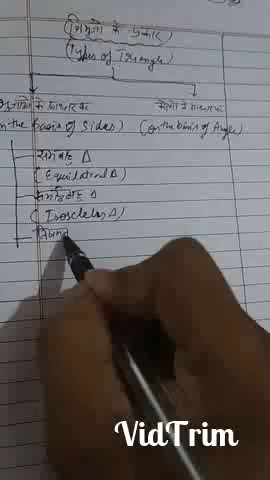 त्रिभुजों के प्रकार
(Types of Triangle)
के आधार पर
कोणों के आधार पर
on the basis of Sides)
(on the basis of Angle)
समबाहु Δ
(Equilateral Δ)
समद्विबाहु Δ
(Isosceles Δ)
VidTrim